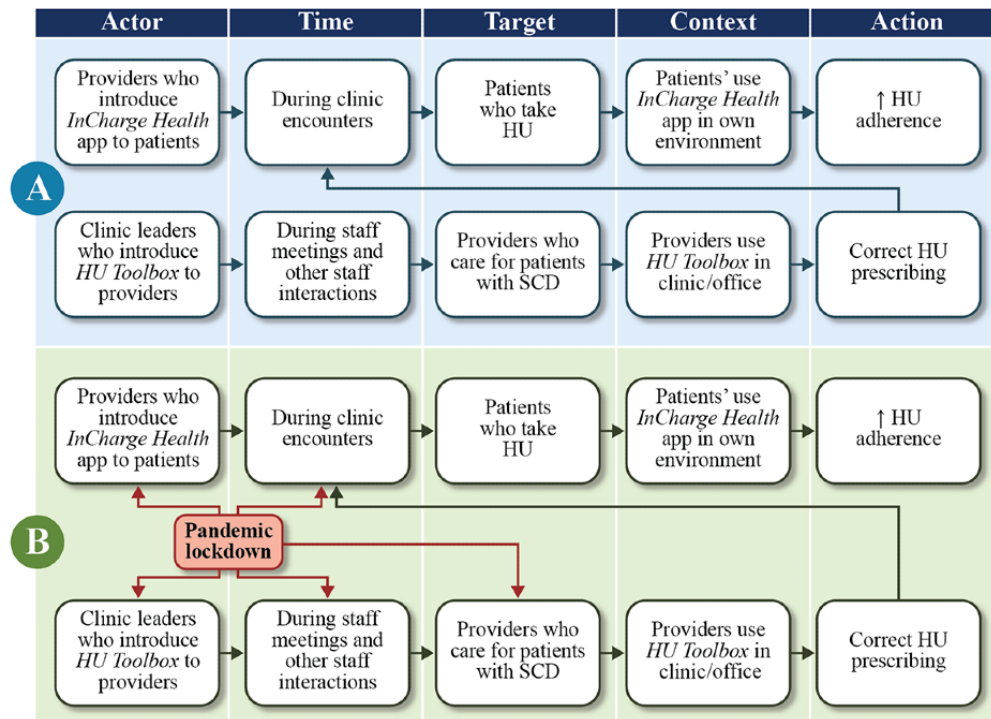 Actor
Time
Target
Context
Action
A
Providers who
introduce
InCharge Health
app to patients
During clinic
encounters
Patients
who take
HU
Patients’ use
InCharge Health
app in own
environment
↑ HU
adherence
Clinic leaders
who introduce
HU Toolbox to
providers
During staff
meetings and
other staff
interactions
Providers who
care for patients
with SCD
Providers use
HU Toolbox in
clinic/office
Correct HU
prescribing
B
Providers who
introduce
InCharge Health
app to patients
During clinic
encounters
Patients
who take
HU
Patients’ use
InCharge Health
app in own
environment
↑ HU
adherence
Pandemic
lockdown
Clinic leaders
who introduce
HU Toolbox to
providers
During staff
meetings and
other staff
interactions
Providers who
care for patients
with SCD
Providers use
HU Toolbox in
clinic/office
Correct HU
prescribing